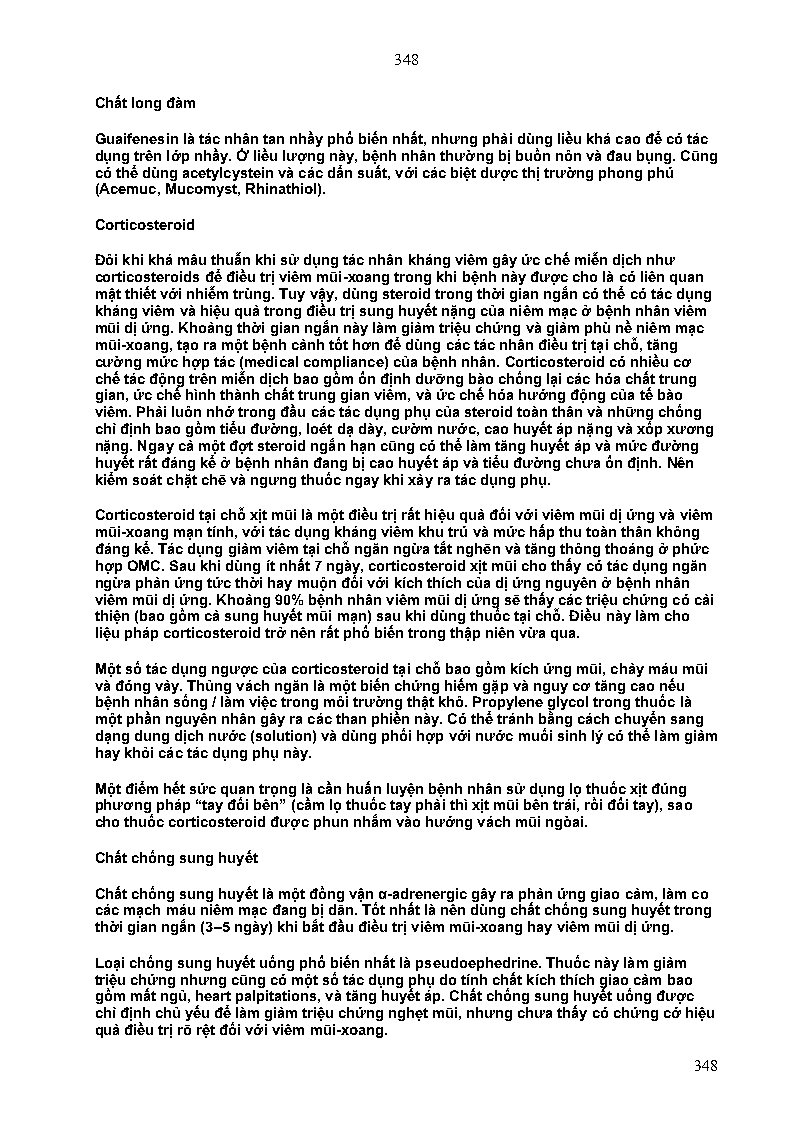 348
Chất long đàm
Guaifenesin là tác nhân tan nhầy phổ biến nhất, nhưng phải dùng liều khá cao để có tác
dụng trên lớp nhầy. Ở liều lượng này, bệnh nhân thường bị buồn nôn và đau bụng. Cũng
có thể dùng acetylcystein và các dẩn suất, với các biệt dược thị trường phong phú
(Acemuc, Mucomyst, Rhinathiol).
Corticosteroid
Đôi khi khá mâu thuẫn khi sử dụng tác nhân kháng viêm gây ức chế miễn dịch như
corticosteroids để điều trị viêm mũi-xoang trong khi bệnh này được cho là có liên quan
mật thiết với nhiễm trùng. Tuy vậy, dùng steroid trong thời gian ngắn có thể có tác dụng
kháng viêm và hiệu quả trong điều trị sung huyết nặng của niêm mạc ở bệnh nhân viêm
mũi dị ứng. Khoảng thời gian ngắn này làm giảm triệu chứng và giảm phù nề niêm mạc
mũi-xoang, tạo ra một bệnh cảnh tốt hơn để dùng các tác nhân điều trị tại chỗ, tăng
cường mức hợp tác (medical compliance) của bệnh nhân. Corticosteroid có nhiều cơ
chế tác động trên miễn dịch bao gồm ổn định dưỡng bào chống lại các hóa chất trung
gian, ức chế hình thành chất trung gian viêm, và ức chế hóa hướng động của tế bào
viêm. Phải luôn nhớ trong đầu các tác dụng phụ của steroid toàn thân và những chống
chỉ định bao gồm tiểu đường, loét dạ dày, cườm nước, cao huyết áp nặng và xốp xương
nặng. Ngay cả một đợt steroid ngắn hạn cũng có thể làm tăng huyết áp và mức đường
huyết rất đáng kể ở bệnh nhân đang bị cao huyết áp và tiểu đường chưa ổn định. Nên
kiểm soát chặt chẽ và ngưng thuốc ngay khi xảy ra tác dụng phụ.
Corticosteroid tại chỗ xịt mũi là một điều trị rất hiệu quả đối với viêm mũi dị ứng và viêm
mũi-xoang mạn tính, với tác dụng kháng viêm khu trú và mức hấp thu toàn thân không
đáng kể. Tác dụng giảm viêm tại chỗ ngăn ngừa tắt nghẽn và tăng thông thoáng ở phức
hợp OMC. Sau khi dùng ít nhất 7 ngày, corticosteroid xịt mũi cho thấy có tác dụng ngăn
ngừa phản ứng tức thời hay muộn đối với kích thích của dị ứng nguyên ở bệnh nhân
viêm mũi dị ứng. Khoảng 90% bệnh nhân viêm mũi dị ứng sẽ thấy các triệu chứng có cải
thiện (bao gồm cả sung huyết mũi mạn) sau khi dùng thuốc tại chỗ. Điều này làm cho
liệu pháp corticosteroid trở nên rất phổ biến trong thập niên vừa qua.
Một số tác dụng ngược của corticosteroid tại chỗ bao gồm kích ứng mũi, chảy máu mũi
và đóng vảy. Thủng vách ngăn là một biến chứng hiếm gặp và nguy cơ tăng cao nếu
bệnh nhân sống / làm việc trong môi trường thật khô. Propylene glycol trong thuốc là
một phần nguyên nhân gây ra các than phiền này. Có thể tránh bằng cách chuyển sang
dạng dung dịch nước (solution) và dùng phối hợp với nước muối sinh lý có thể làm giảm
hay khỏi các tác dụng phụ này.
Một điểm hết sức quan trọng là cần huấn luyện bệnh nhân sử dụng lọ thuốc xịt đúng
phương pháp “tay đối bên” (cầm lọ thuốc tay phải thì xịt mũi bên trái, rồi đổi tay), sao
cho thuốc corticosteroid được phun nhắm vào hướng vách mũi ngòai.
Chất chống sung huyết
Chất chống sung huyết là một đồng vận α-adrenergic gây ra phản ứng giao cảm, làm co
các mạch máu niêm mạc đang bị dãn. Tốt nhất là nên dùng chất chống sung huyết trong
thời gian ngắn (3–5 ngày) khi bắt đầu điều trị viêm mũi-xoang hay viêm mũi dị ứng.
Loại chống sung huyết uống phổ biến nhất là pseudoephedrine. Thuốc này làm giảm
triệu chứng nhưng cũng có một số tác dụng phụ do tính chất kích thích giao cảm bao
gồm mất ngủ, heart palpitations, và tăng huyết áp. Chất chống sung huyết uống được
chỉ định chủ yếu để làm giảm triệu chứng nghẹt mũi, nhưng chưa thấy có chứng cớ hiệu
quả điều trị rõ rệt đối với viêm mũi-xoang.
348